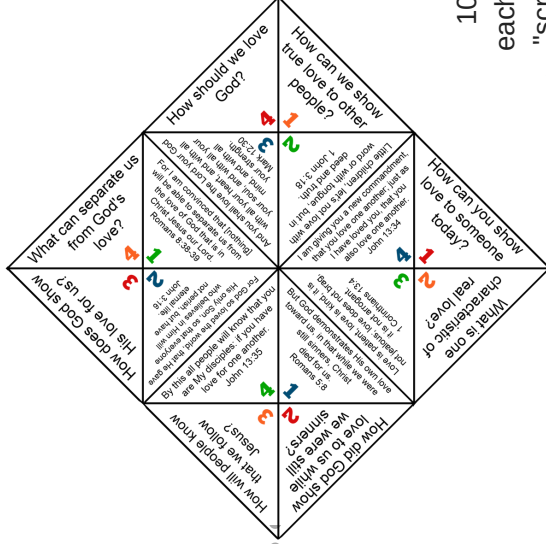 10
each
"scr
How should we love
God?
4
How can we show
true love to other
people?
1
What can separate us
from God's
love?
4
3
And you shall love the Lord your God
with all your heart, and with all
your soul, and with all your
mind, and with all
your strength.
Mark 12:30
For I am convinced that [nothing]
will be able to separate us from
the love of God that is in
Christ Jesus our Lord.
Romans 8:38-39
1
2
Little children, let's not love with
word or with tongue, but in
deed and truth.
1 John 3:18
I am giving you a new commandment,
that you love one another; just as
I have loved you, that you
also love one another.
John 13:34
4
How can you show
love to someone
today?
1
How does God show
His love for us?
3
2
For God so loved the world, that He gave
His only Son, so that everyone
who believes in Him will
not perish, but have
eternal life.
John 3:16
By this all people will know that you
are My disciples: if you have
love for one another.
John 13:35
4
3
Love is patient, love is kind, it is
not jealous; love does not brag
1 Corinthians 13:4
But God demonstrates His own love
toward us, in that while we were
still sinners, Christ
died for us.
Romans 5:8
1
What is one
characteristic of
real love?
2
How will people know
that we follow
Jesus?
3
How did God show
love to us while
we were still
sinners?
2